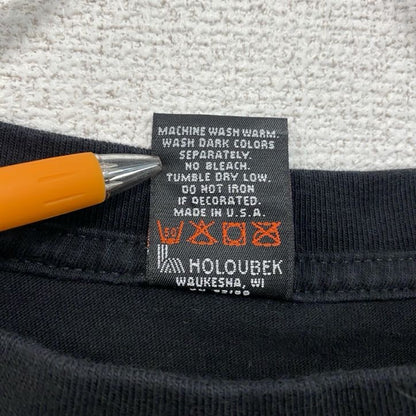 MACHINE WASH WARM.
WASH DARK COLORS
SEPARATELY.
NO BLEACH.
TUMBLE DRY LOW.
DO NOT IRON
IF DECORATED.
MADE IN U.S.A.
50
HOLOUBEK
WAUKESHA, WI